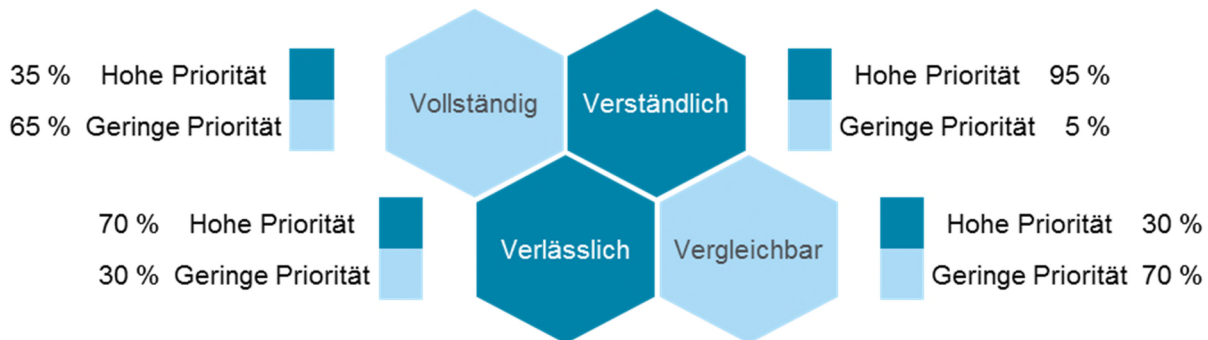 35 % Hohe Priorität
65 % Geringe Priorität
Vollständig
Verständlich
Hohe Priorität 95 %
Geringe Priorität 5 %
70 % Hohe Priorität
30 % Geringe Priorität
Verlässlich
Vergleichbar
Hohe Priorität 30 %
Geringe Priorität 70 %